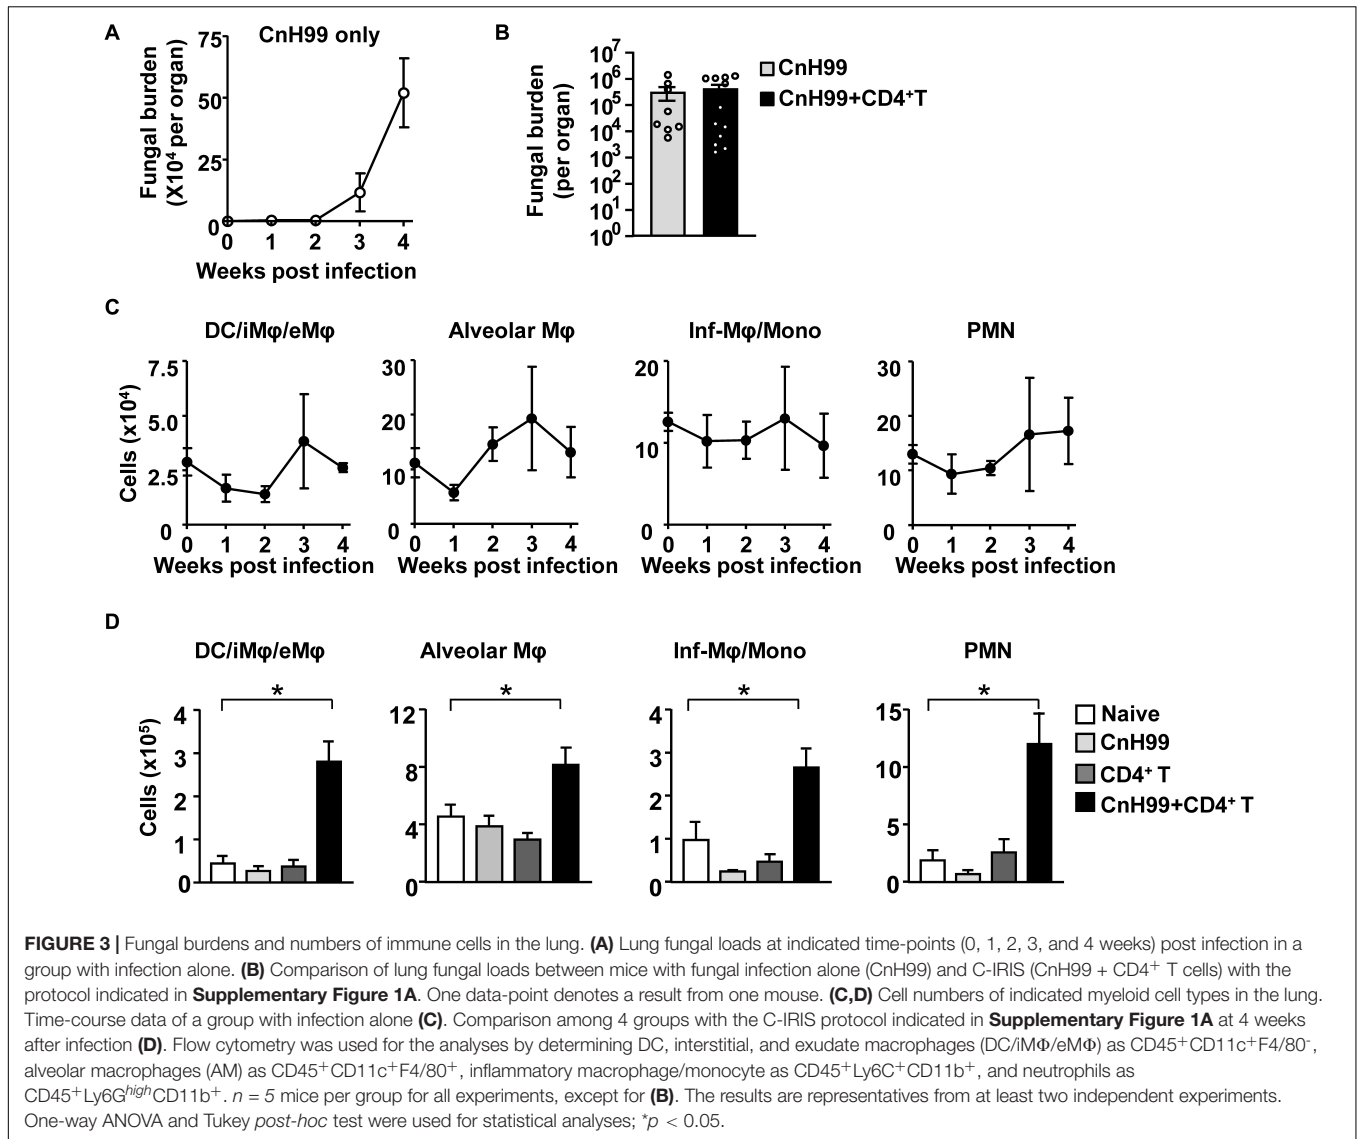 A
CnH99 only
Fungal burden
(X10⁴ per organ)
75
50
25
0
0 1 2 3 4
Weeks post infection
B
Fungal burden
(per organ)
10⁷
10⁶
10⁵
10⁴
10³
10²
10¹
10⁰
CnH99
CnH99+CD4⁺T
C
DC/iMφ/eMφ
Alveolar Mφ
Inf-Mφ/Mono
PMN
Cells (x10⁴)
7.5
5.0
2.5
0
0 1 2 3 4
Weeks post infection
30
20
10
0
0 1 2 3 4
Weeks post infection
20
10
0
0 1 2 3 4
Weeks post infection
30
20
10
0
0 1 2 3 4
Weeks post infection
D
DC/iMφ/eMφ
Alveolar Mφ
Inf-Mφ/Mono
PMN
Cells (x10⁵)
*
4
3
2
1
0
*
12
8
4
0
*
4
3
2
1
0
*
15
10
5
0
Naive
CnH99
CD4⁺ T
CnH99+CD4⁺ T
FIGURE 3 | Fungal burdens and numbers of immune cells in the lung. (A) Lung fungal loads at indicated time-points (0, 1, 2, 3, and 4 weeks) post infection in a
group with infection alone. (B) Comparison of lung fungal loads between mice with fungal infection alone (CnH99) and C-IRIS (CnH99 + CD4⁺ T cells) with the
protocol indicated in Supplementary Figure 1A. One data-point denotes a result from one mouse. (C,D) Cell numbers of indicated myeloid cell types in the lung.
Time-course data of a group with infection alone (C). Comparison among 4 groups with the C-IRIS protocol indicated in Supplementary Figure 1A at 4 weeks
after infection (D). Flow cytometry was used for the analyses by determining DC, interstitial, and exudate macrophages (DC/iMΦ/eMΦ) as CD45⁺CD11c⁺F4/80⁻,
alveolar macrophages (AM) as CD45⁺CD11c⁺F4/80⁺, inflammatory macrophage/monocyte as CD45⁺Ly6C⁺CD11b⁺, and neutrophils as
CD45⁺Ly6GʰⁱᵍʰCD11b⁺. n = 5 mice per group for all experiments, except for (B). The results are representatives from at least two independent experiments.
One-way ANOVA and Tukey post-hoc test were used for statistical analyses; *p < 0.05.